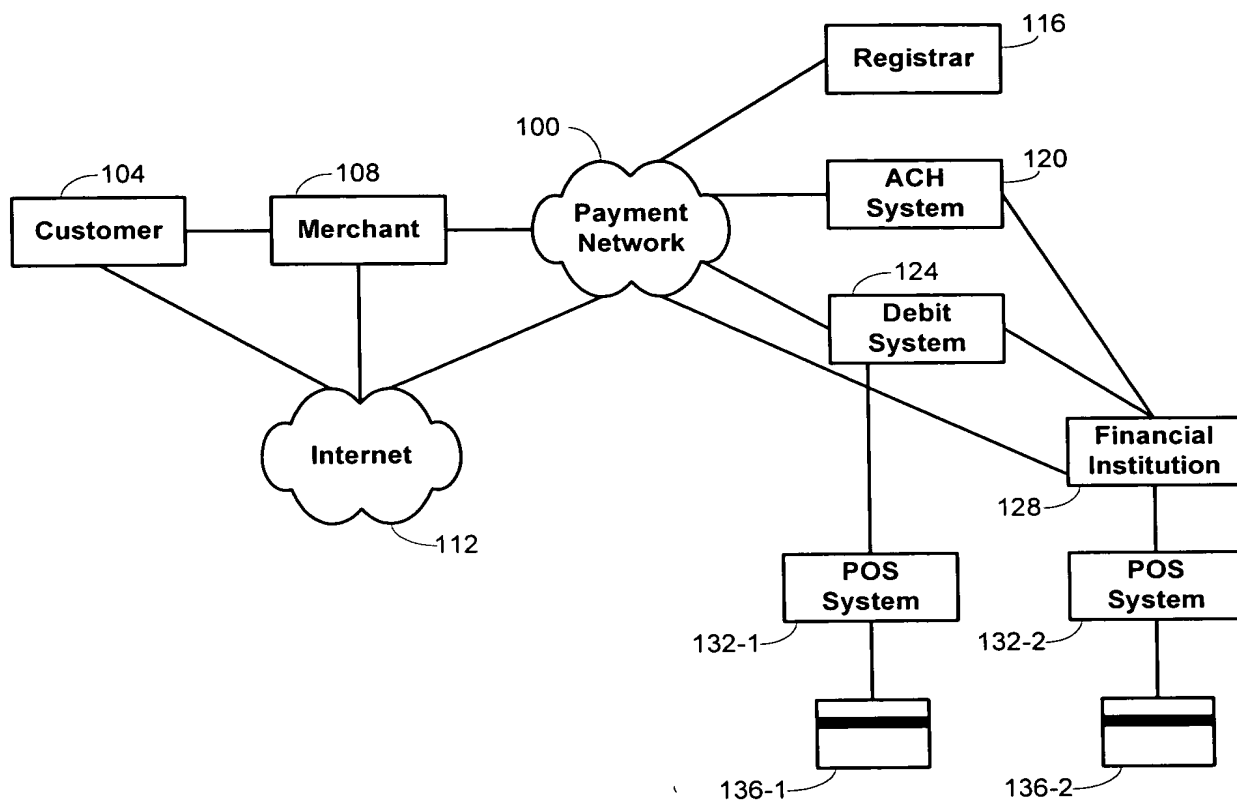 116
Registrar
100
104
108
120
ACH
System
Payment
Network
Customer
Merchant
124
Debit
System
Internet
Financial
Institution
112
128
POS
System
POS
System
132-1
132-2
136-1
136-2